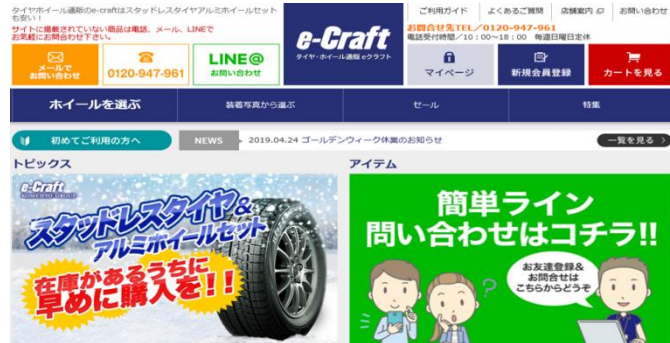 タイヤホイール通販のe-craftはスタッドレスタイヤアルミホイールセット
も安い！
サイトに掲載されていない商品は電話、メール、LINEで
お気軽にお問合わせ下さい。
メールで
お問い合わせ
0120-947-961
LINE@
お問い合わせ
e-Craft
タイヤ・ホイール通販 eクラフト
ご利用ガイド よくあるご質問 店舗案内 お問い合わせ
お問合せ先TEL／0120-947-961
電話受付時間／10：00～18：00 毎週日曜日定休
マイページ
新規会員登録
カートを見る
ホイールを選ぶ
装着写真から選ぶ
セール
特集
初めてご利用の方へ
NEWS
2019.04.24 ゴールデンウィーク休業のお知らせ
一覧を見る
トピックス
e-Craft
KOMEHYO GROUP
スタッドレスタイヤ&
アルミホイールセット
在庫があるうちに
早めに購入を!!
アイテム
簡単ライン
問い合わせはコチラ!!
お友達登録&
お問合せは
こちらからどうぞ
?